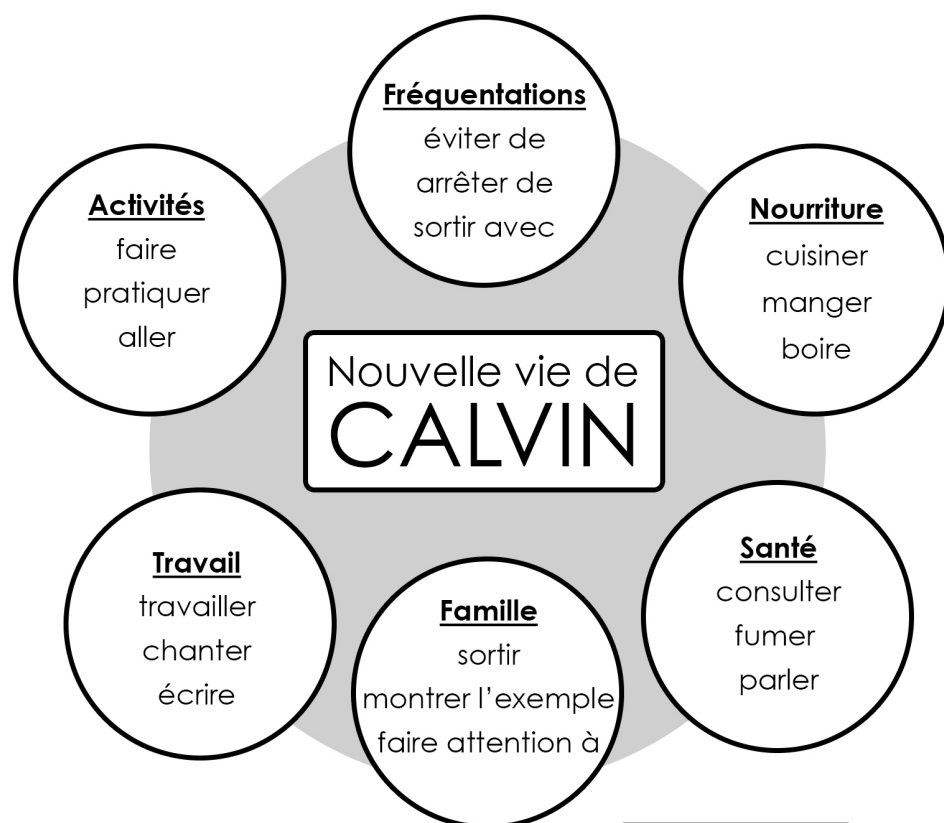 Fréquentations
éviter de
arrêter de
sortir avec
Activités
faire
pratiquer
aller
Nourriture
cuisiner
manger
boire
Nouvelle vie de
CALVIN
Travail
travailler
chanter
écrire
Famille
sortir
montrer l'exemple
faire attention à
Santé
consulter
fumer
parler